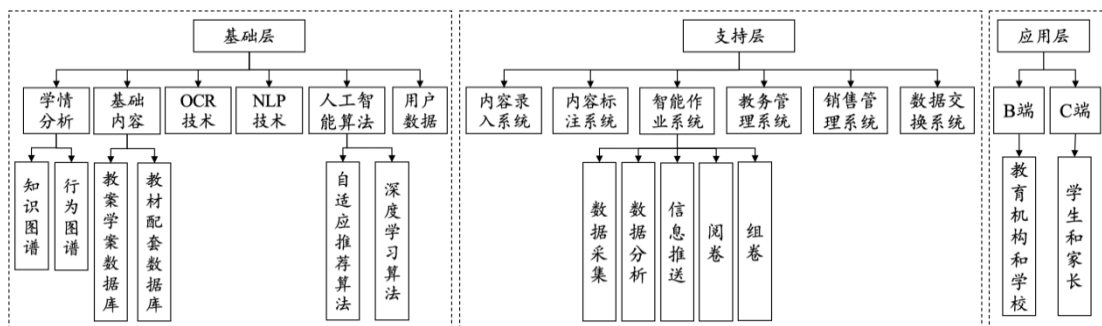 基础层
学情
分析
基础
内容
OCR
技术
NLP
技术
人工智
能算法
用户
数据
知识图谱
行为图谱
教案学案数据库
教材配套数据库
自适应推荐算法
深度学习算法
支持层
内容录
入系统
内容标
注系统
智能作
业系统
教务管
理系统
销售管
理系统
数据交
换系统
数据采集
数据分析
信息推送
阅卷
组卷
应用层
B端
C端
教育机构和学校
学生和家长